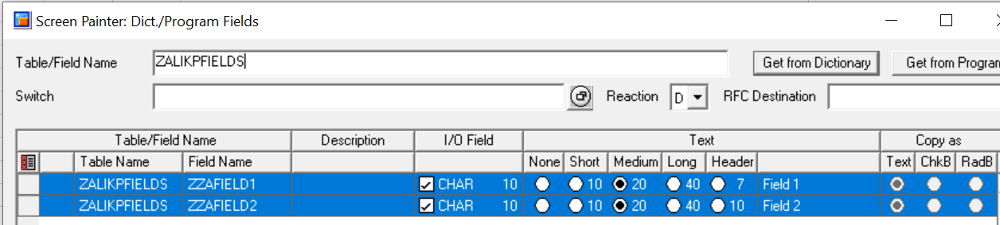 Screen Painter: Dict./Program Fields
Table/Field Name ZALIKPFIELDS Get from Dictionary Get from Program
Switch Reaction D RFC Destination
Table/Field Name Description I/O Field Text Copy as
Table Name Field Name None Short Medium Long Header Text ChkB RadB
ZALIKPFIELDS ZZAFIELD1 CHAR 10 10 20 40 7 Field 1
ZALIKPFIELDS ZZAFIELD2 CHAR 10 10 20 40 10 Field 2